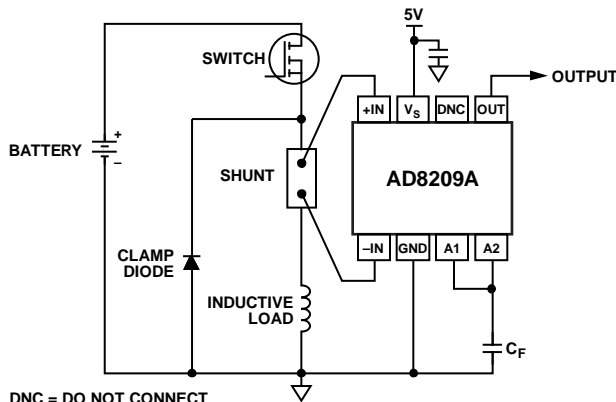 5V
SWITCH
OUTPUT
+IN
VS
DNC
OUT
BATTERY
+
–
SHUNT
AD8209A
–IN
GND
A1
A2
CLAMP
DIODE
INDUCTIVE
LOAD
CF
DNC = DO NOT CONNECT